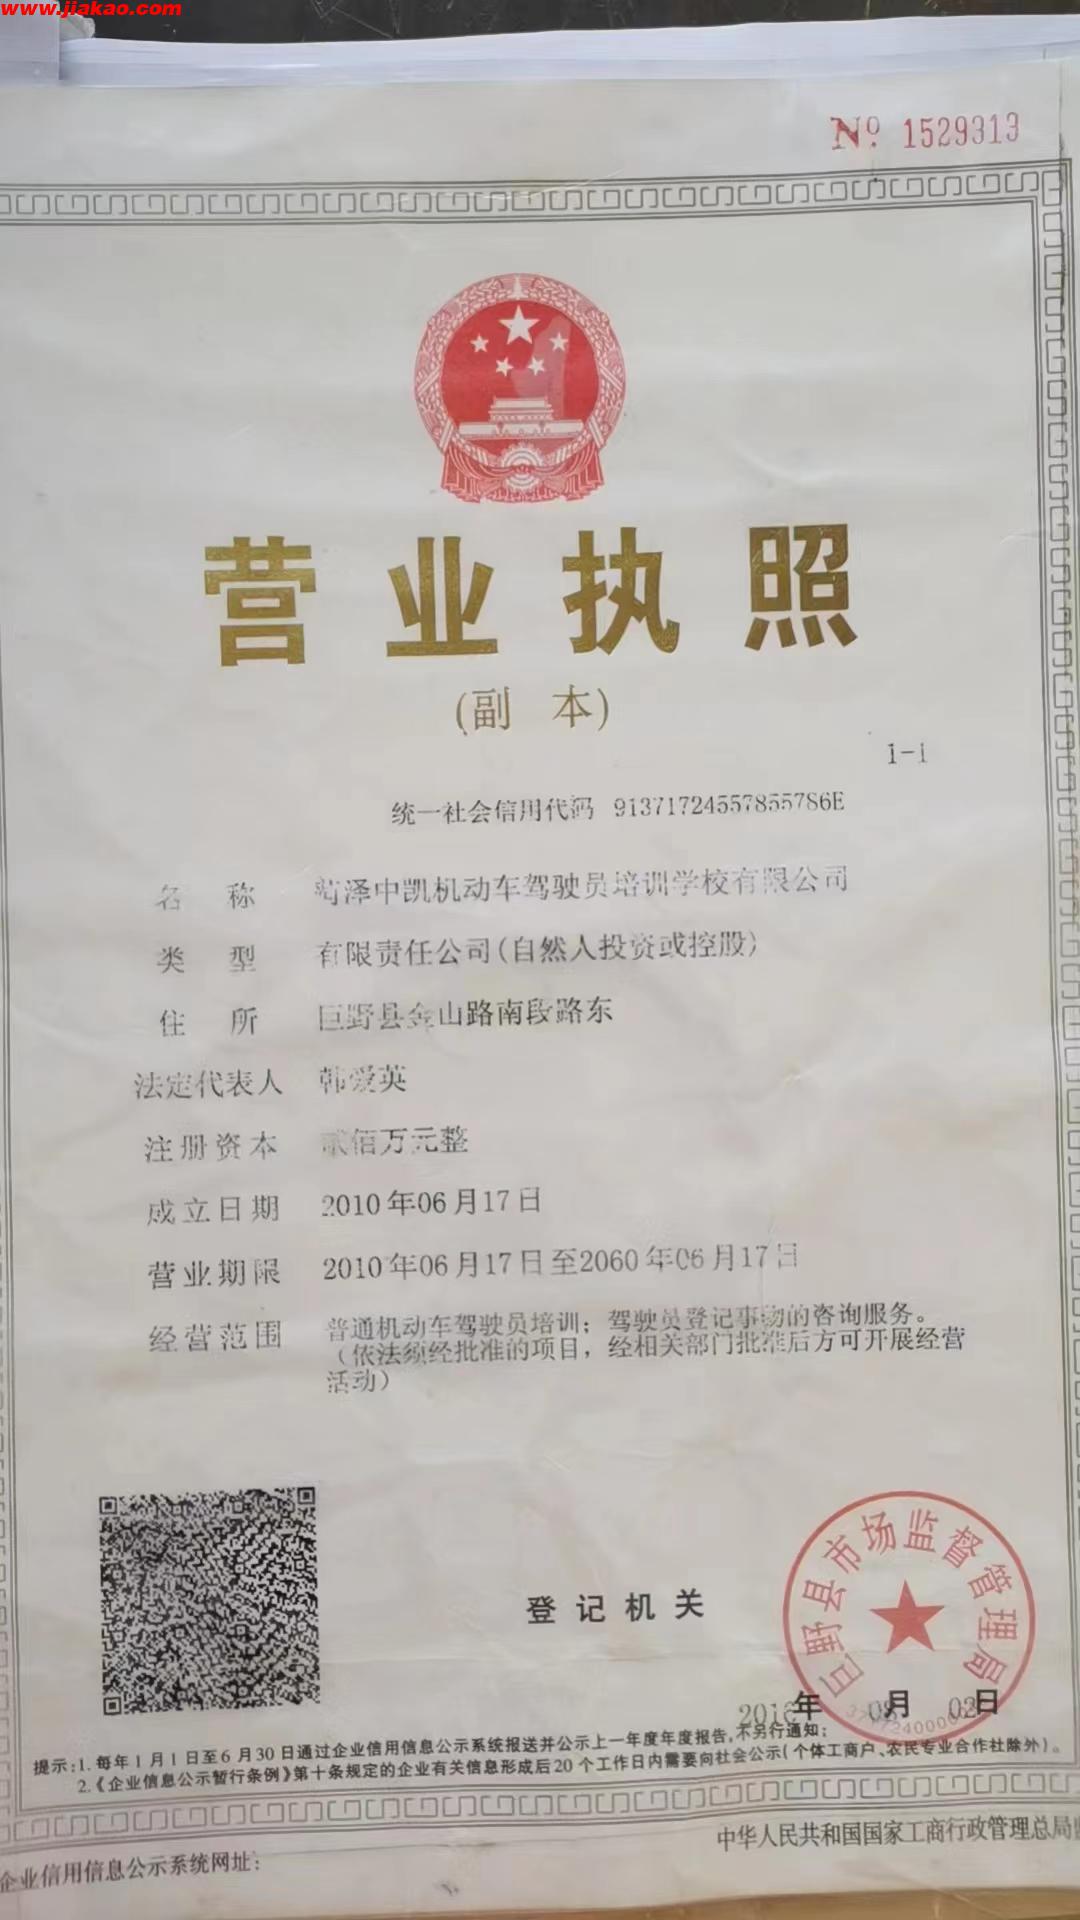 www.jiakao.com
№ 1529313
营业执照
(副 本)
1-1
统一社会信用代码 91371724557855786E
名 称 菏泽中凯机动车驾驶员培训学校有限公司
类 型 有限责任公司(自然人投资或控股)
住 所 巨野县金山路南段路东
法定代表人 韩爱英
注册资本 贰佰万元整
成立日期 2010年06月17日
营业期限 2010年06月17日至2060年06月17日
经营范围 普通机动车驾驶员培训；驾驶员登记事物的咨询服务。
（依法须经批准的项目，经相关部门批准后方可开展经营
活动）
登记机关
巨野县市场监督管理局
2016年 08月 02日
提示:1.每年1月1日至6月30日通过企业信用信息公示系统报送并公示上一年度年度报告,不另行通知;
2.《企业信息公示暂行条例》第十条规定的企业有关信息形成后20个工作日内需要向社会公示(个体工商户、农民专业合作社除外)。
企业信用信息公示系统网址:
中华人民共和国国家工商行政管理总局